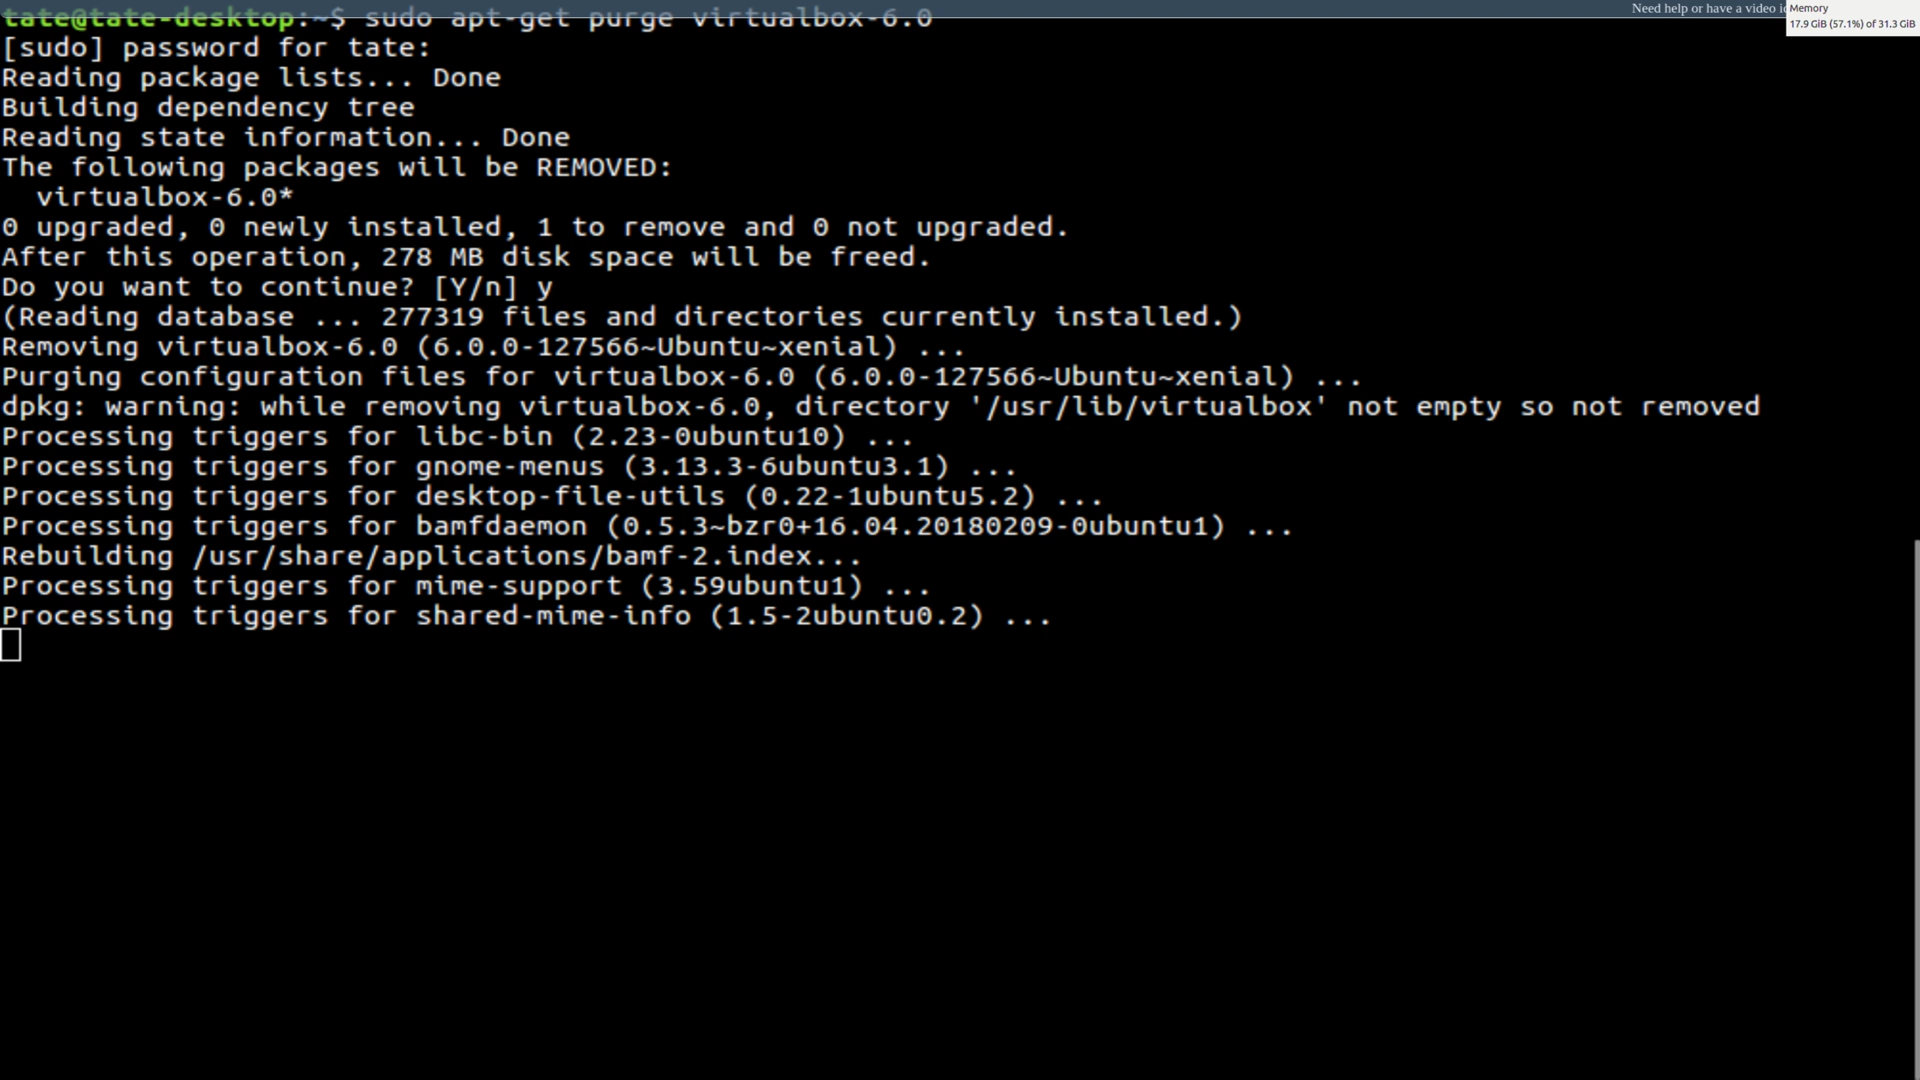 tate@tate-desktop:~$ sudo apt-get purge virtualbox-6.0
Need help or have a video
Memory
17.9 GiB (57.1%) of 31.3 GiB
[sudo] password for tate:
Reading package lists... Done
Building dependency tree
Reading state information... Done
The following packages will be REMOVED:
  virtualbox-6.0*
0 upgraded, 0 newly installed, 1 to remove and 0 not upgraded.
After this operation, 278 MB disk space will be freed.
Do you want to continue? [Y/n] y
(Reading database ... 277319 files and directories currently installed.)
Removing virtualbox-6.0 (6.0.0-127566~Ubuntu~xenial) ...
Purging configuration files for virtualbox-6.0 (6.0.0-127566~Ubuntu~xenial) ...
dpkg: warning: while removing virtualbox-6.0, directory '/usr/lib/virtualbox' not empty so not removed
Processing triggers for libc-bin (2.23-0ubuntu10) ...
Processing triggers for gnome-menus (3.13.3-6ubuntu3.1) ...
Processing triggers for desktop-file-utils (0.22-1ubuntu5.2) ...
Processing triggers for bamfdaemon (0.5.3~bzr0+16.04.20180209-0ubuntu1) ...
Rebuilding /usr/share/applications/bamf-2.index...
Processing triggers for mime-support (3.59ubuntu1) ...
Processing triggers for shared-mime-info (1.5-2ubuntu0.2) ...